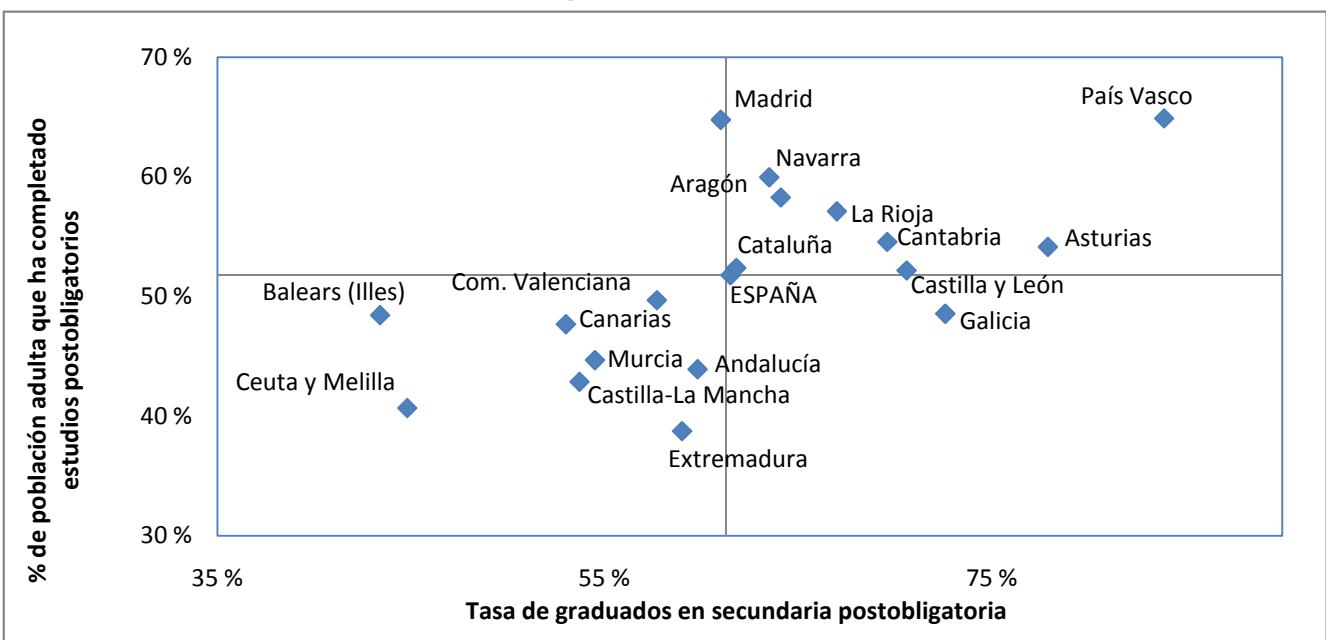 70 %
60 %
50 %
40 %
30 %
% de población adulta que ha completado
estudios postobligatorios
Madrid
País Vasco
Navarra
Aragón
La Rioja
Cantabria
Asturias
Cataluña
Com. Valenciana
ESPAÑA
Castilla y León
Balears (Illes)
Canarias
Galicia
Murcia
Andalucía
Ceuta y Melilla
Castilla-La Mancha
Extremadura
35 %
55 %
75 %
Tasa de graduados en secundaria postobligatoria